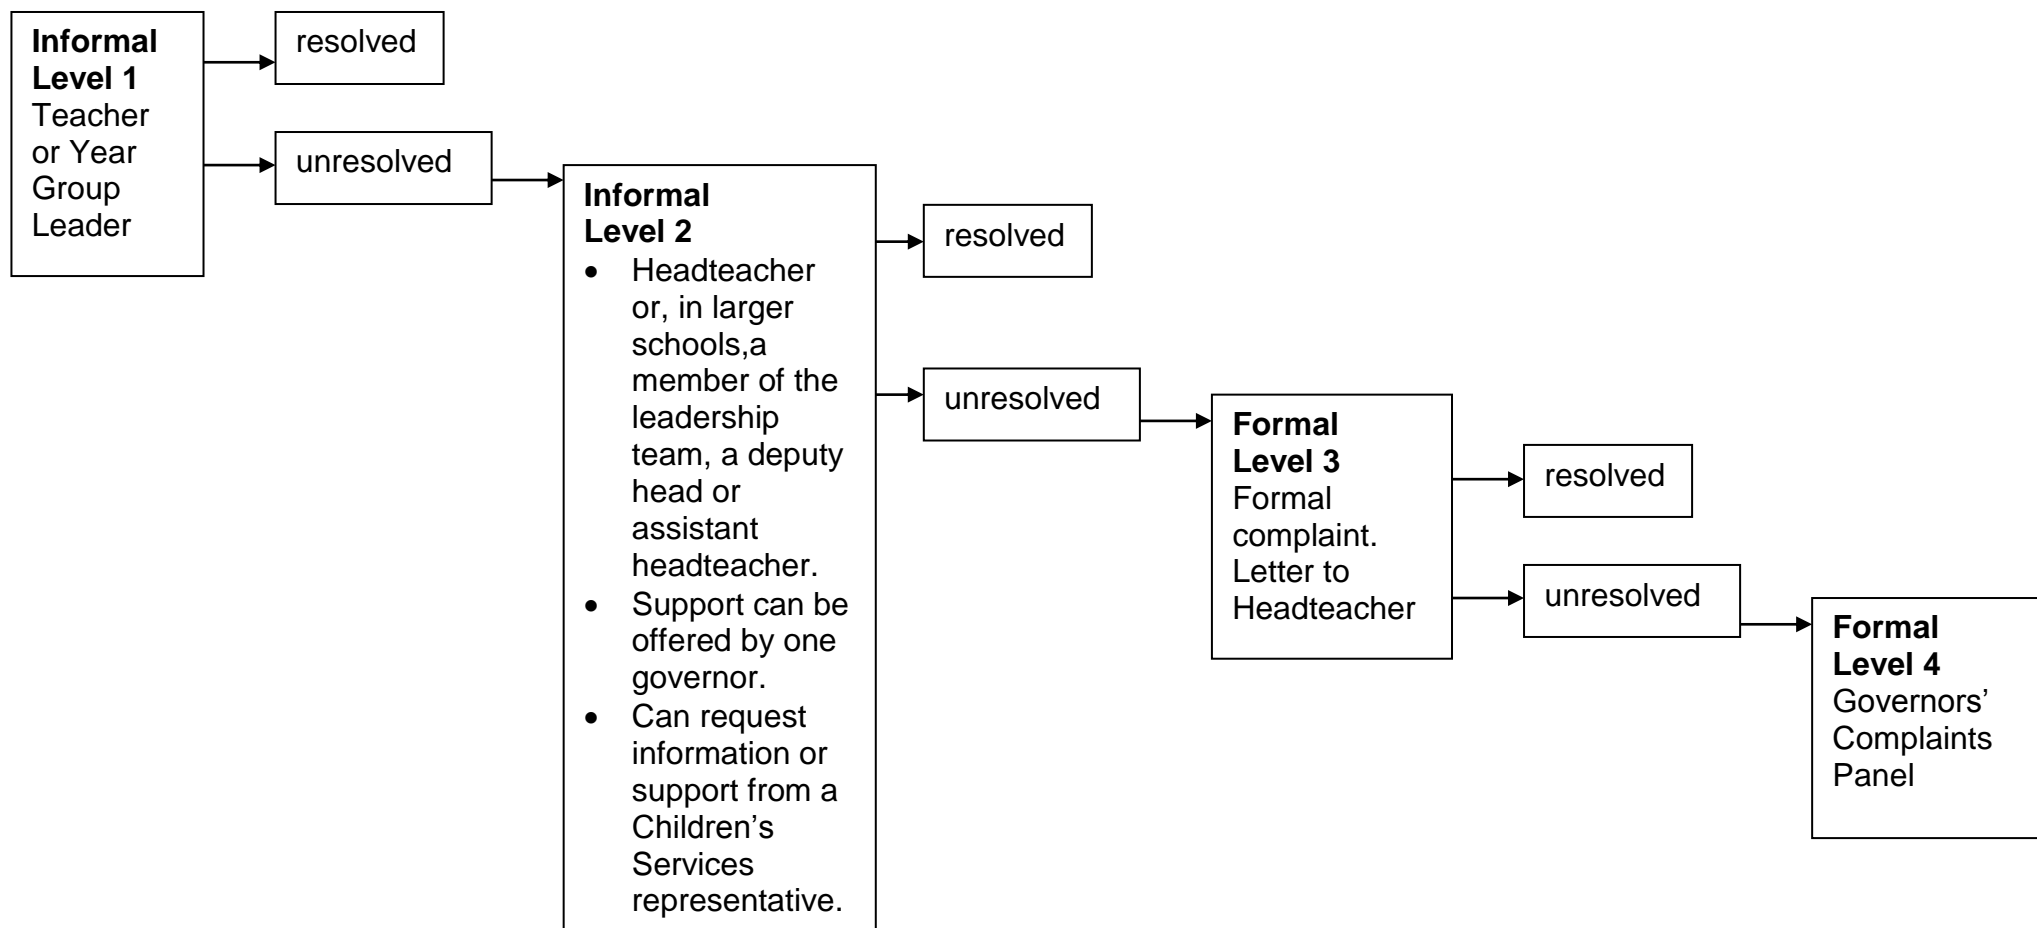 Informal
Level 1
Teacher
or Year
Group
Leader
resolved
unresolved
Informal
Level 2
• Headteacher
or, in larger
schools,a
member of the
leadership
team, a deputy
head or
assistant
headteacher.
• Support can be
offered by one
governor.
• Can request
information or
support from a
Children’s
Services
representative.
resolved
unresolved
Formal
Level 3
Formal
complaint.
Letter to
Headteacher
resolved
unresolved
Formal
Level 4
Governors’
Complaints
Panel